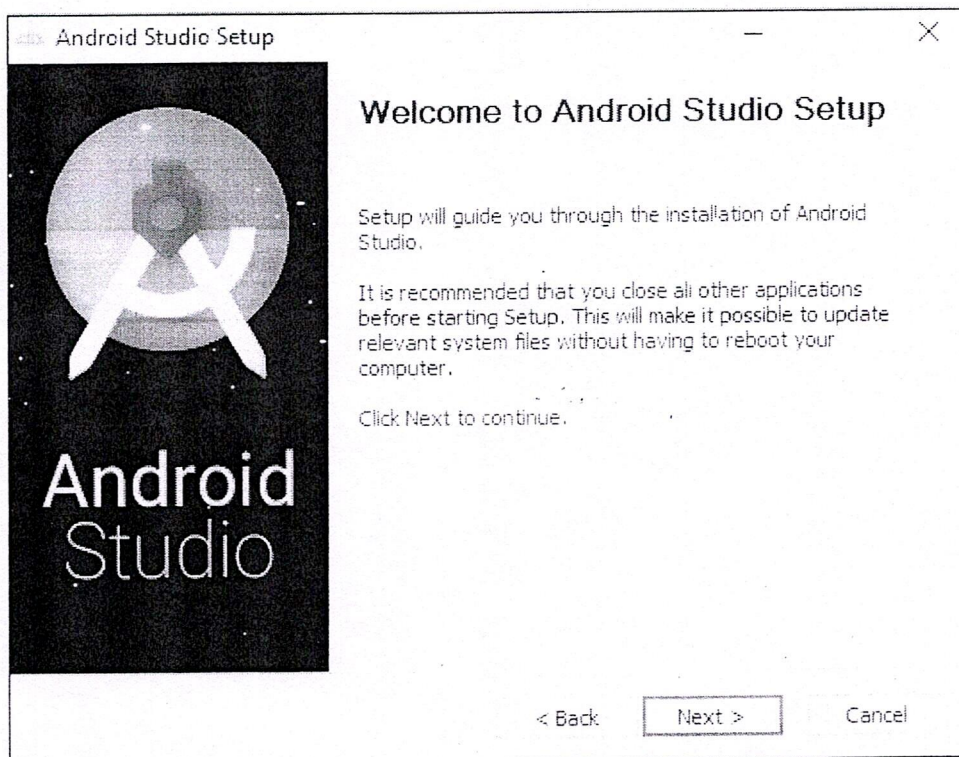 Android Studio Setup
Welcome to Android Studio Setup
Setup will guide you through the installation of Android
Studio.
It is recommended that you close all other applications
before starting Setup. This will make it possible to update
relevant system files without having to reboot your
computer.
Click Next to continue.
Android
Studio
< Back
Next >
Cancel